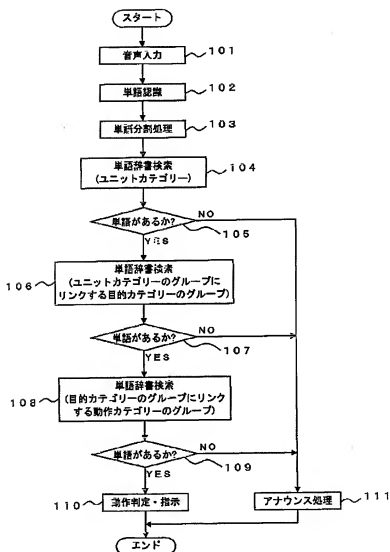 スタート
音声入力
101
単語認識
102
単語分割処理
103
単語辞書検索
(ユニットカテゴリー)
104
単語があるか?
NO
105
YES
106
単語辞書検索
(ユニットカテゴリーのグループに
リンクする目的カテゴリーのグループ)
単語があるか?
NO
107
YES
108
単語辞書検索
(目的カテゴリーのグループにリンク
する動作カテゴリーのグループ)
単語があるか?
NO
109
YES
110
動作判定・指示
アナウンス処理
111
エンド